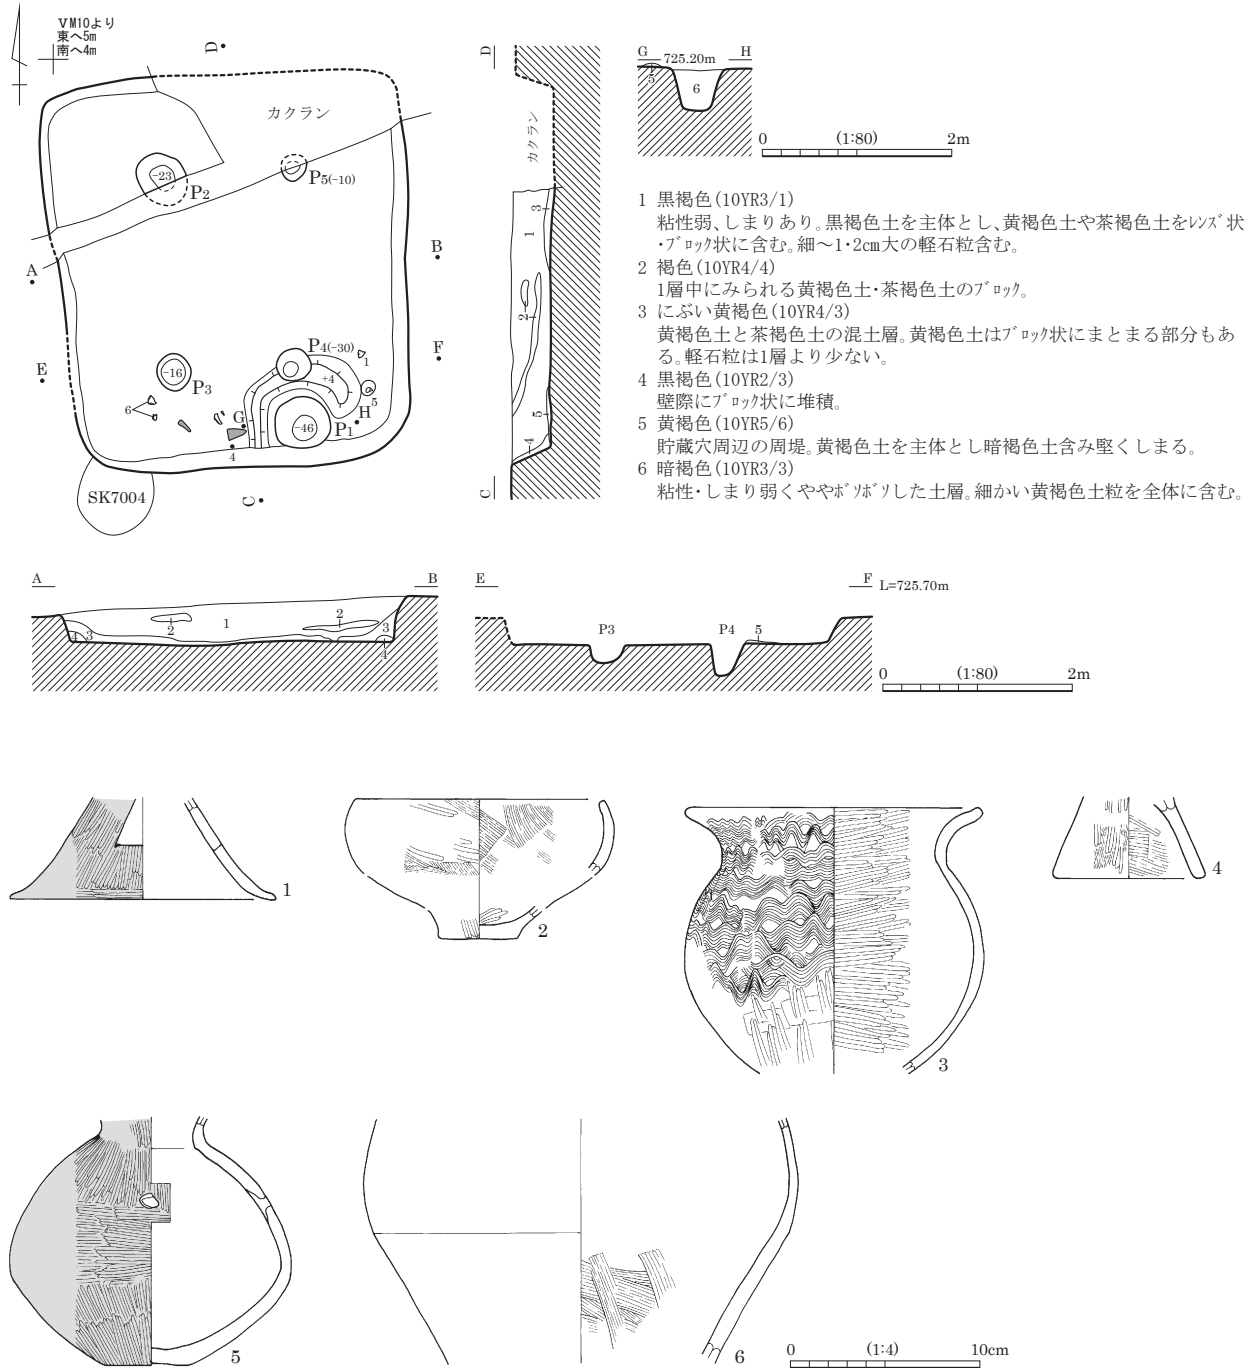 ⅤM10より
東へ5m
南へ4m
D
カクラン
-23
P2
P5(-10)
A
B
E
F
P4(-30)
1
+4
-16
P3
5
6
G
H
-46
P1
4
SK7004
C
D
カクラン
3
1
2
5
4
C
G
725.20m
H
5
6
0
(1:80)
2m
1 黒褐色(10YR3/1)
粘性弱、しまりあり。黒褐色土を主体とし、黄褐色土や茶褐色土をﾚﾝｽﾞ状
・ﾌﾞﾛｯｸ状に含む。細～1・2cm大の軽石粒含む。
2 褐色(10YR4/4)
1層中にみられる黄褐色土・茶褐色土のﾌﾞﾛｯｸ。
3 にぶい黄褐色(10YR4/3)
黄褐色土と茶褐色土の混土層。黄褐色土はﾌﾞﾛｯｸ状にまとまる部分もあ
る。軽石粒は1層より少ない。
4 黒褐色(10YR2/3)
壁際にﾌﾞﾛｯｸ状に堆積。
5 黄褐色(10YR5/6)
貯蔵穴周辺の周堤。黄褐色土を主体とし暗褐色土含み堅くしまる。
6 暗褐色(10YR3/3)
粘性・しまり弱くややﾎﾞｿﾎﾞｿした土層。細かい黄褐色土粒を全体に含む。
A
B
4
3
2
1
2
3
4
E
F L=725.70m
P3
P4
5
0
(1:80)
2m
1
2
3
4
5
6
0
(1:4)
10cm